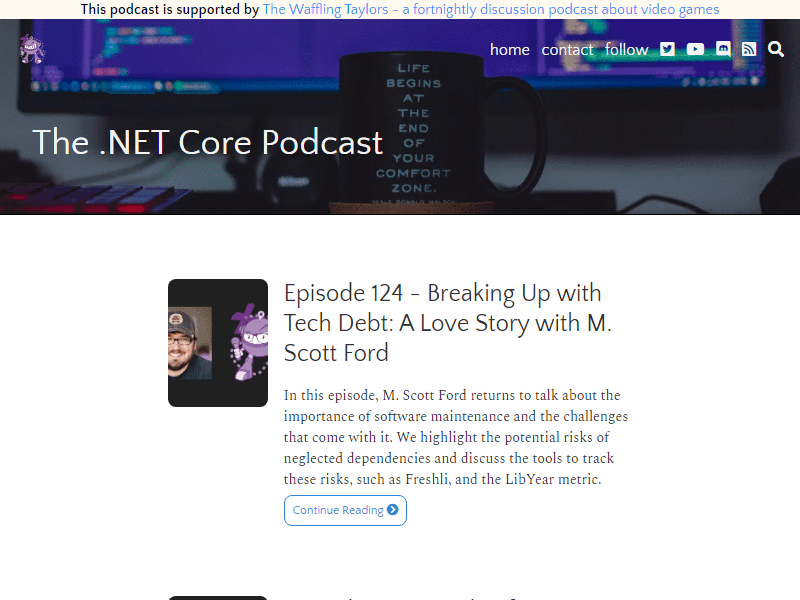 This podcast is supported by The Waffling Taylors - a fortnightly discussion podcast about video games
home contact follow
LIFE
BEGINS
AT
THE
END
OF
YOUR
COMFORT
ZONE.
The .NET Core Podcast
Episode 124 - Breaking Up with
Tech Debt: A Love Story with M.
Scott Ford
In this episode, M. Scott Ford returns to talk about the
importance of software maintenance and the challenges
that come with it. We highlight the potential risks of
neglected dependencies and discuss the tools to track
these risks, such as Freshli, and the LibYear metric.
Continue Reading